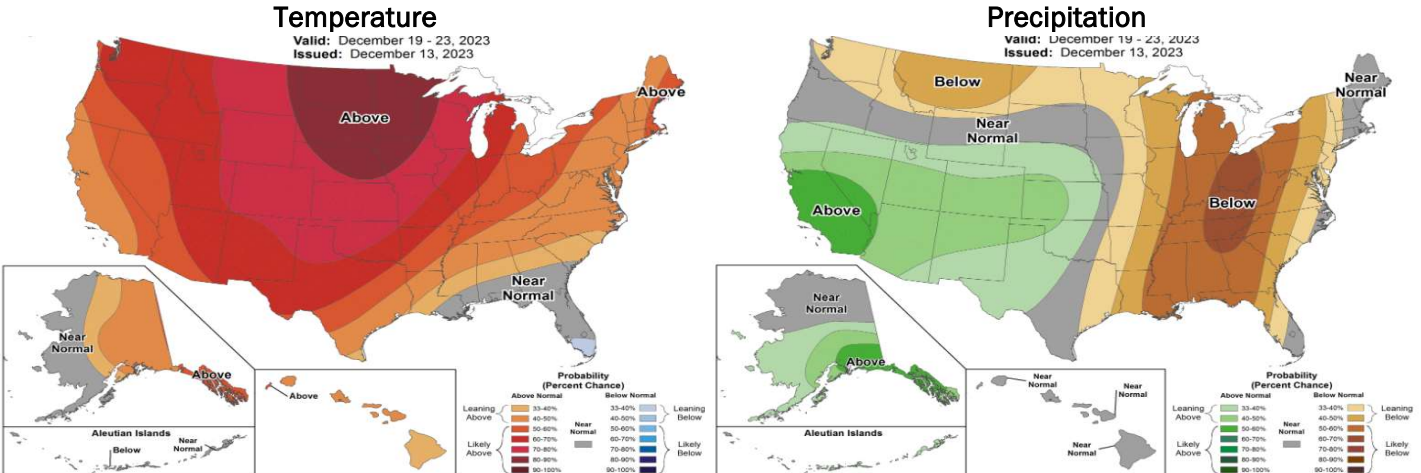 Temperature
Valid: December 19 - 23, 2023
Issued: December 13, 2023
Above
Above
Near
Normal
Near
Normal
Above
Above
Aleutian Islands
Below
Near
Normal
Probability
(Percent Chance)
Above Normal
Below Normal
Leaning
Above
33-40%
40-50%
50-60%
60-70%
70-80%
80-90%
90-100%
Likely
Above
Near
Normal
33-40%
40-50%
50-60%
60-70%
70-80%
80-90%
90-100%
Leaning
Below
Likely
Below
Precipitation
Valid: December 19 - 23, 2023
Issued: December 13, 2023
Below
Near
Normal
Near
Normal
Above
Below
Near
Normal
Above
Aleutian Islands
Near
Normal
Near
Normal
Near
Normal
Probability
(Percent Chance)
Above Normal
Below Normal
Leaning
Above
33-40%
40-50%
50-60%
60-70%
70-80%
80-90%
90-100%
Likely
Above
Near
Normal
33-40%
40-50%
50-60%
60-70%
70-80%
80-90%
90-100%
Leaning
Below
Likely
Below